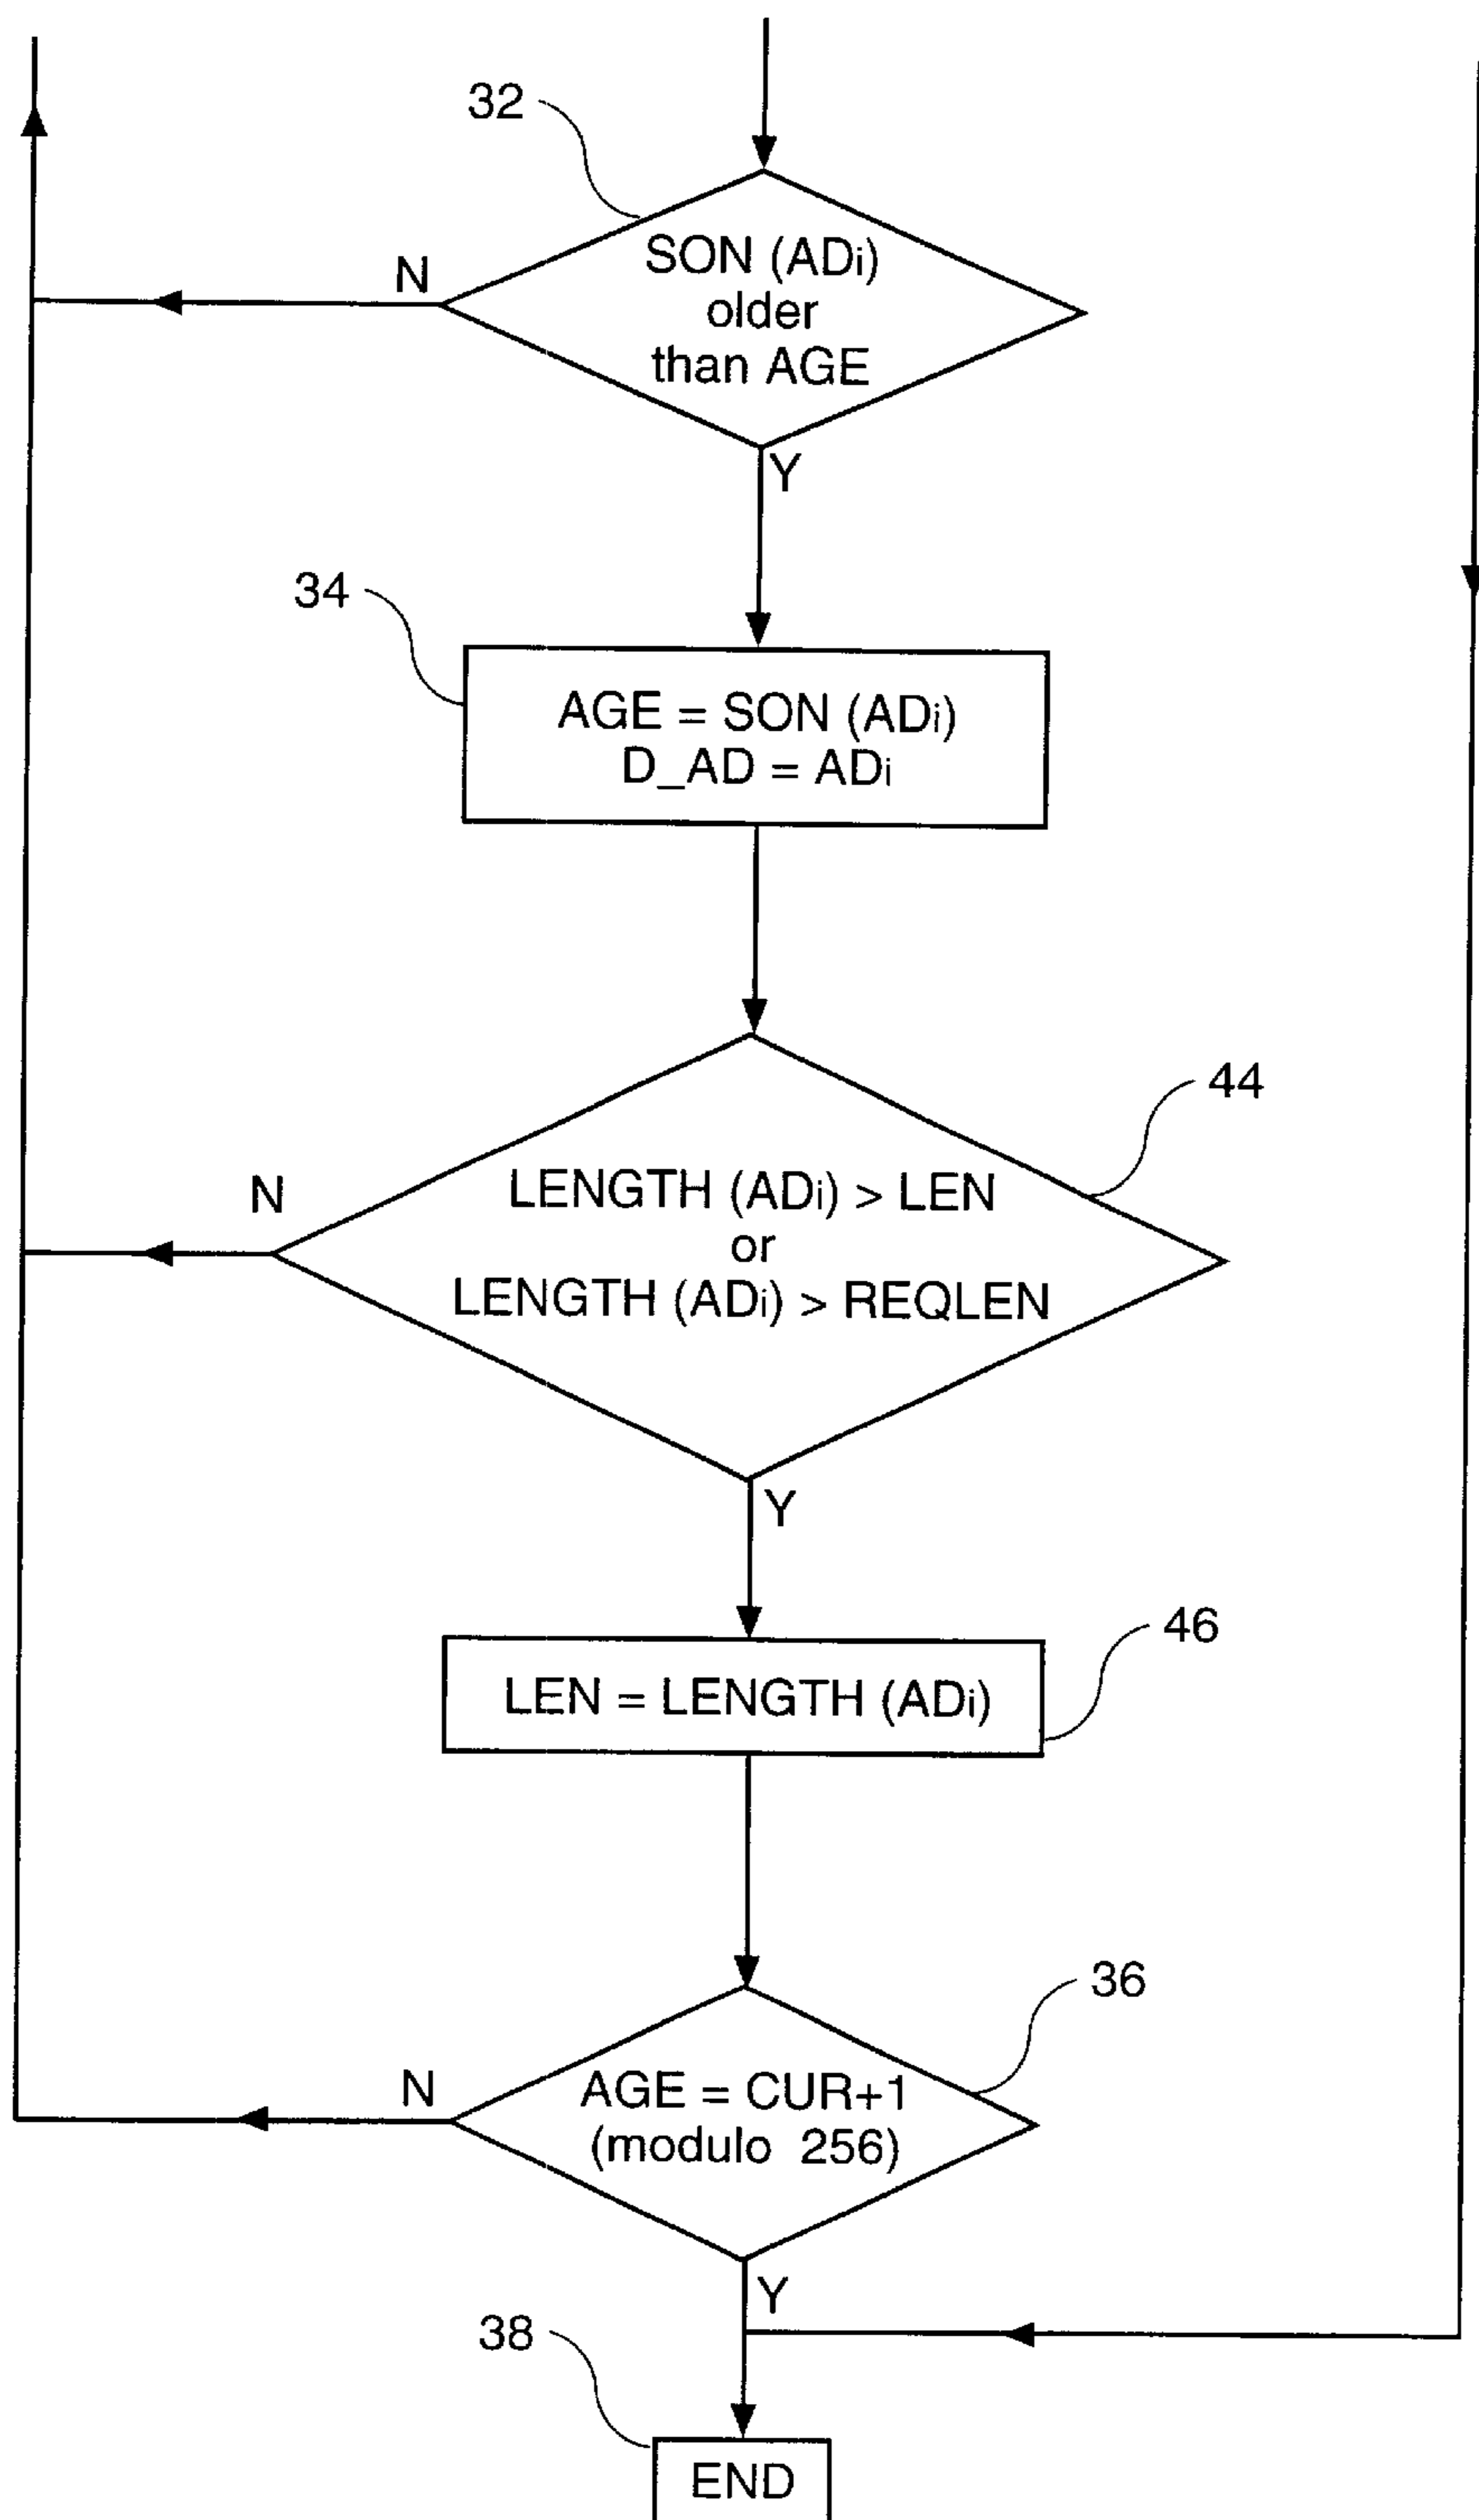 32
SON (ADi)
older
than AGE
N
Y
34
AGE = SON (ADi)
D_AD = ADi
44
LENGTH (ADi) > LEN
or
LENGTH (ADi) > REQLEN
N
Y
46
LEN = LENGTH (ADi)
36
AGE = CUR+1
(modulo 256)
N
Y
38
END